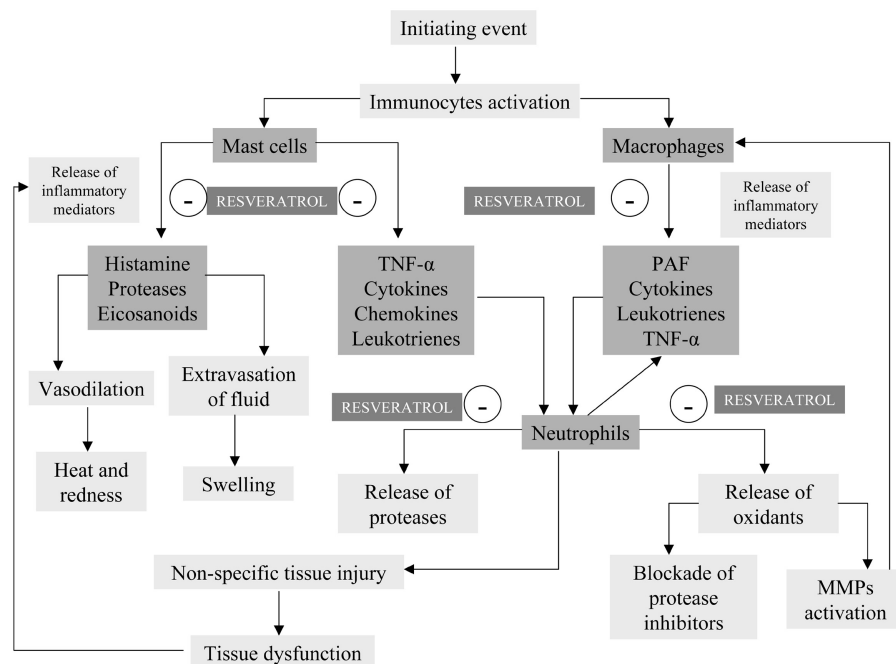 Initiating event
Immunocytes activation
Mast cells
Macrophages
Release of
inflammatory
mediators
-
RESVERATROL
-
RESVERATROL
-
Release of
inflammatory
mediators
Histamine
Proteases
Eicosanoids
TNF-α
Cytokines
Chemokines
Leukotrienes
PAF
Cytokines
Leukotrienes
TNF-α
Vasodilation
Extravasation
of fluid
RESVERATROL
-
-
RESVERATROL
Neutrophils
Heat and
redness
Swelling
Release of
proteases
Release of
oxidants
Non-specific tissue injury
Blockade of
protease
inhibitors
MMPs
activation
Tissue dysfunction